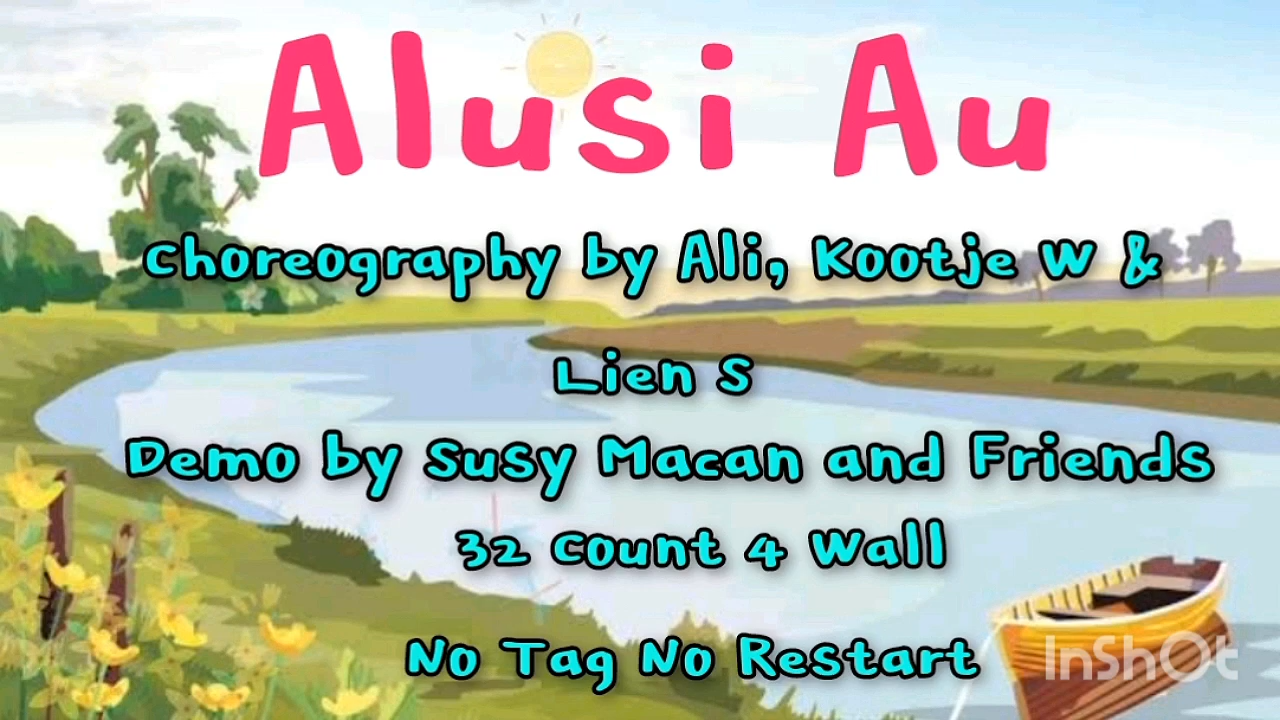 Alusi Au
choreography by Ali, Kootje W &
Lien S
Demo by Susy Macan and Friends
32 count 4 wall
No Tag No Restart
InShOt